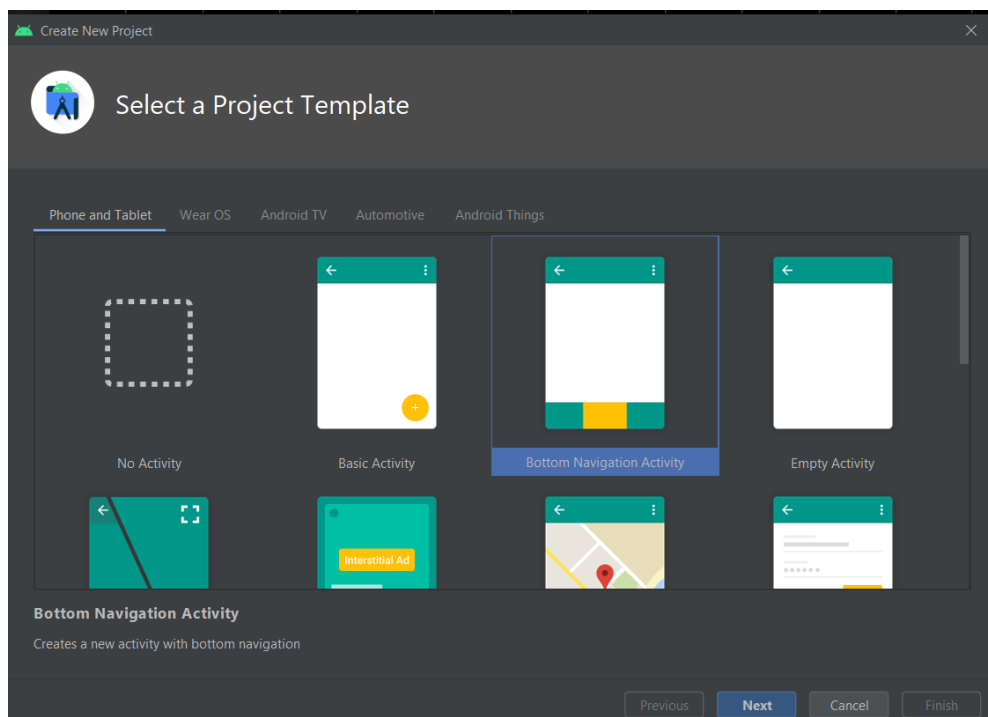 Create New Project
Select a Project Template
Phone and Tablet Wear OS Android TV Automotive Android Things
No Activity Basic Activity Bottom Navigation Activity Empty Activity
Interstitial Ad
Bottom Navigation Activity
Creates a new activity with bottom navigation
Previous Next Cancel Finish